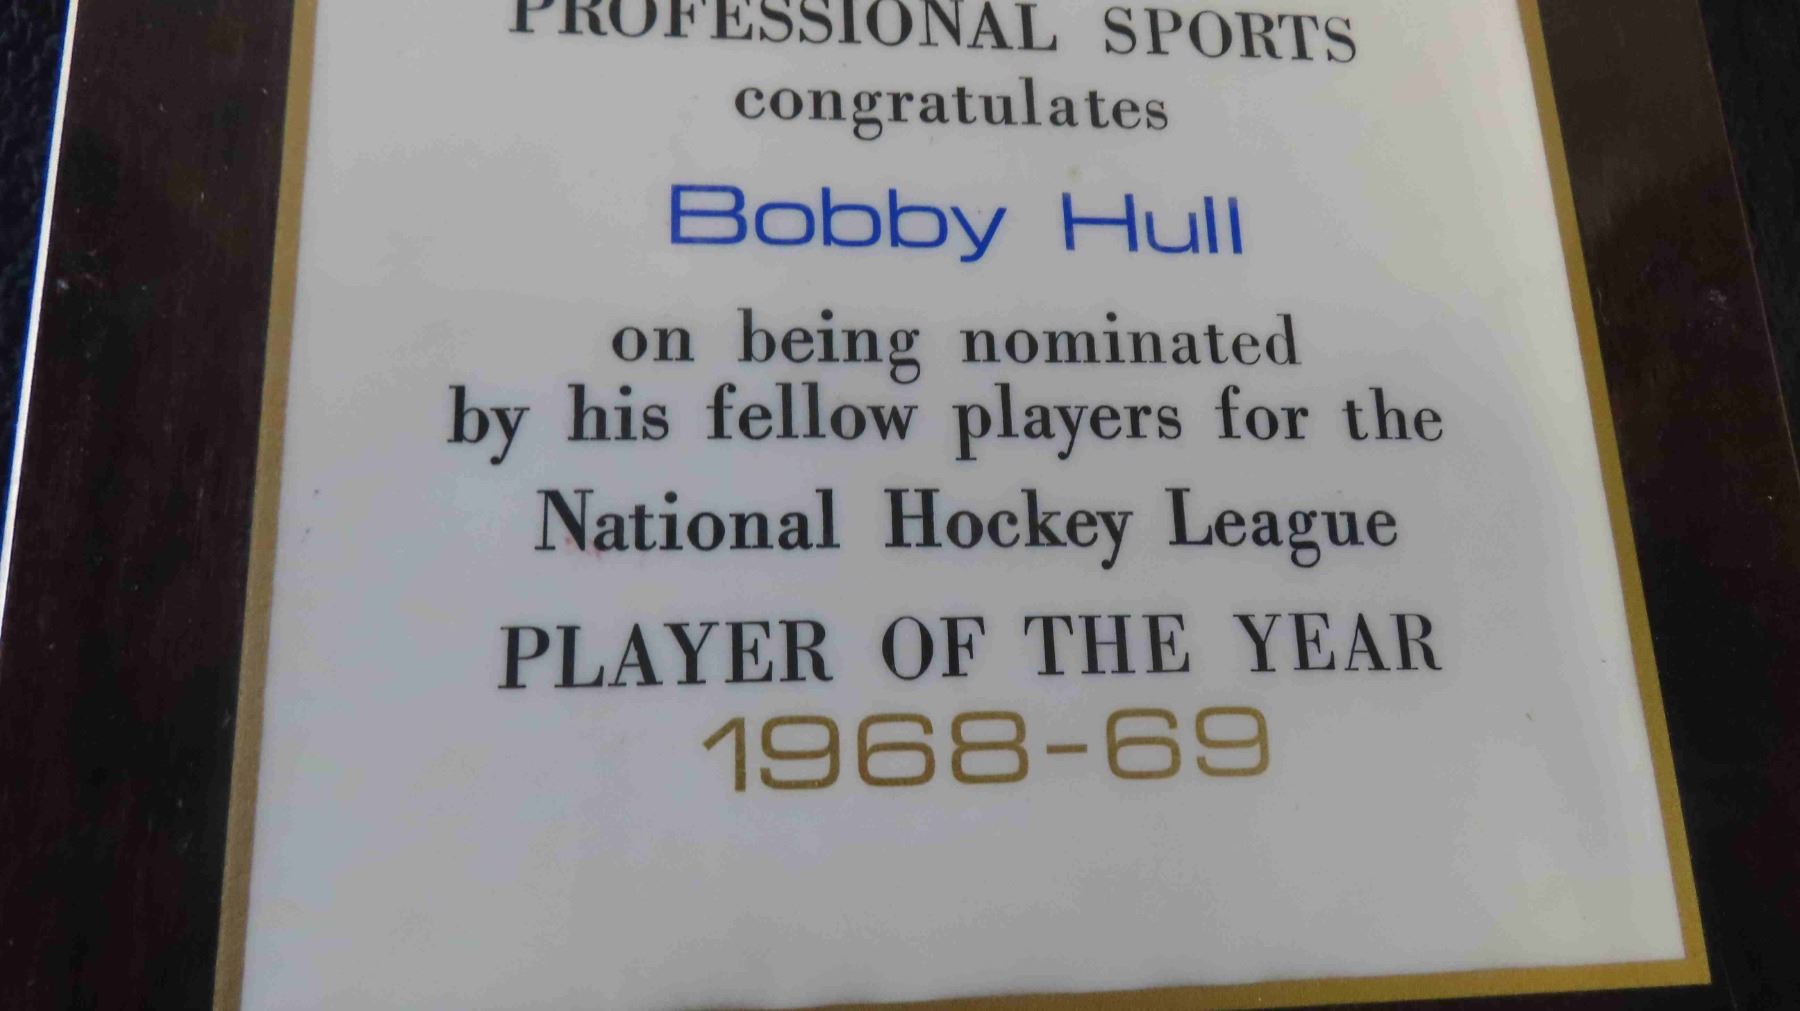 PROFESSIONAL SPORTS
congratulates
Bobby Hull
on being nominated
by his fellow players for the
National Hockey League
PLAYER OF THE YEAR
1968-69